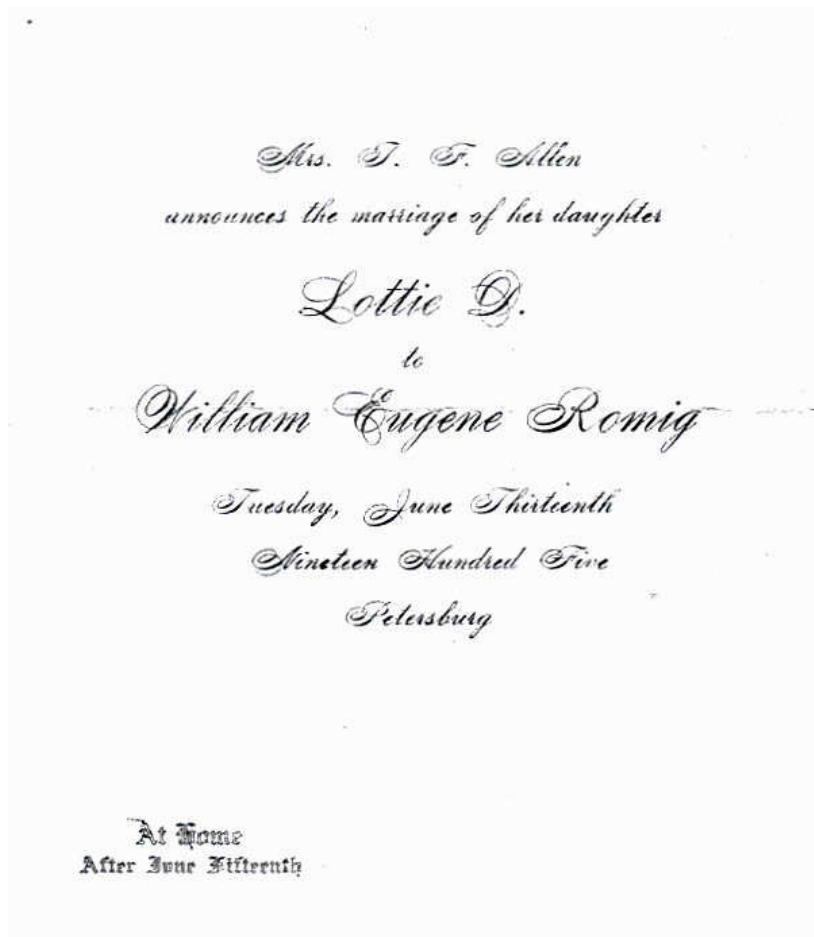 Mrs. T. F. Allen
announces the marriage of her daughter
Lottie D.
to
William Eugene Romig
Tuesday, June Thirteenth
Nineteen Hundred Five
Petersburg
At Home
After June Fifteenth